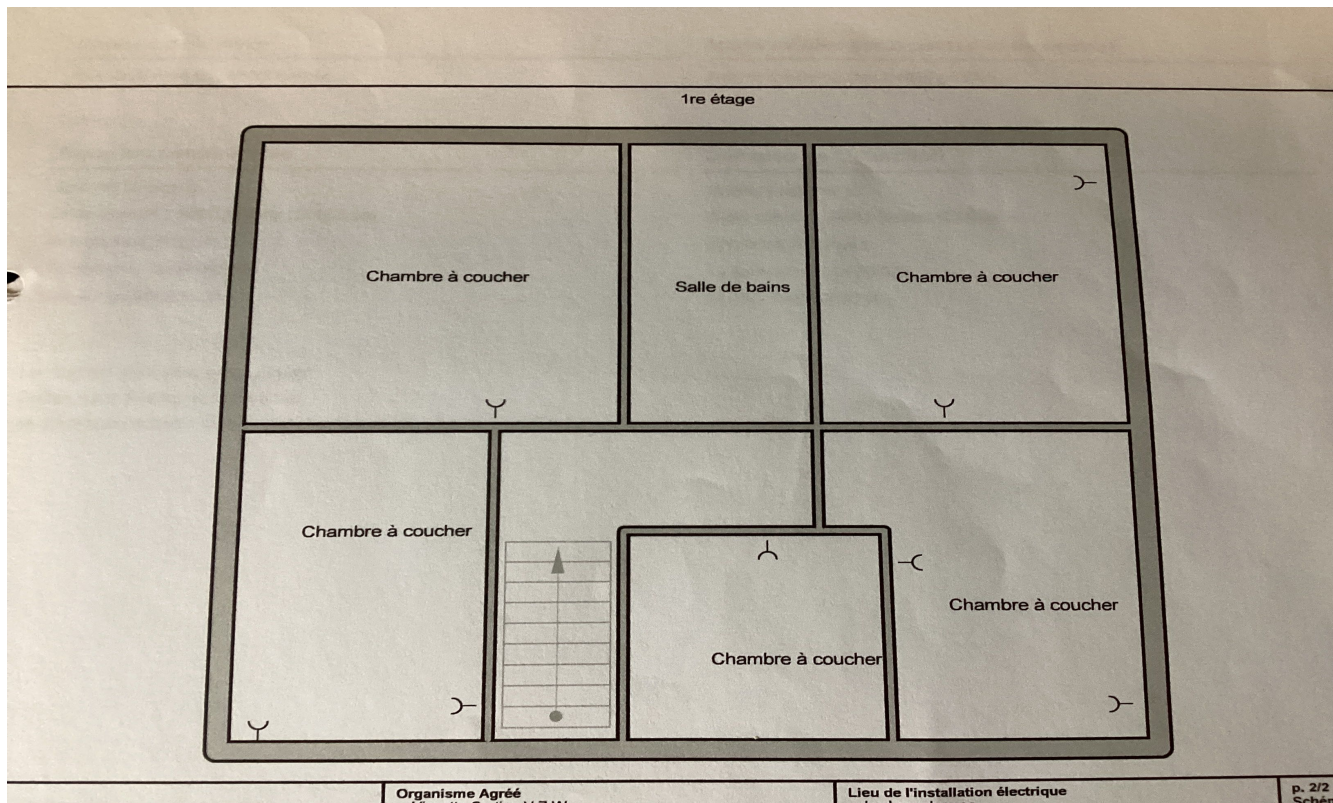 1re étage
Chambre à coucher
Salle de bains
Chambre à coucher
Chambre à coucher
Chambre à coucher
Chambre à coucher
Organisme Agréé
Lieu de l'installation électrique
p. 2/2